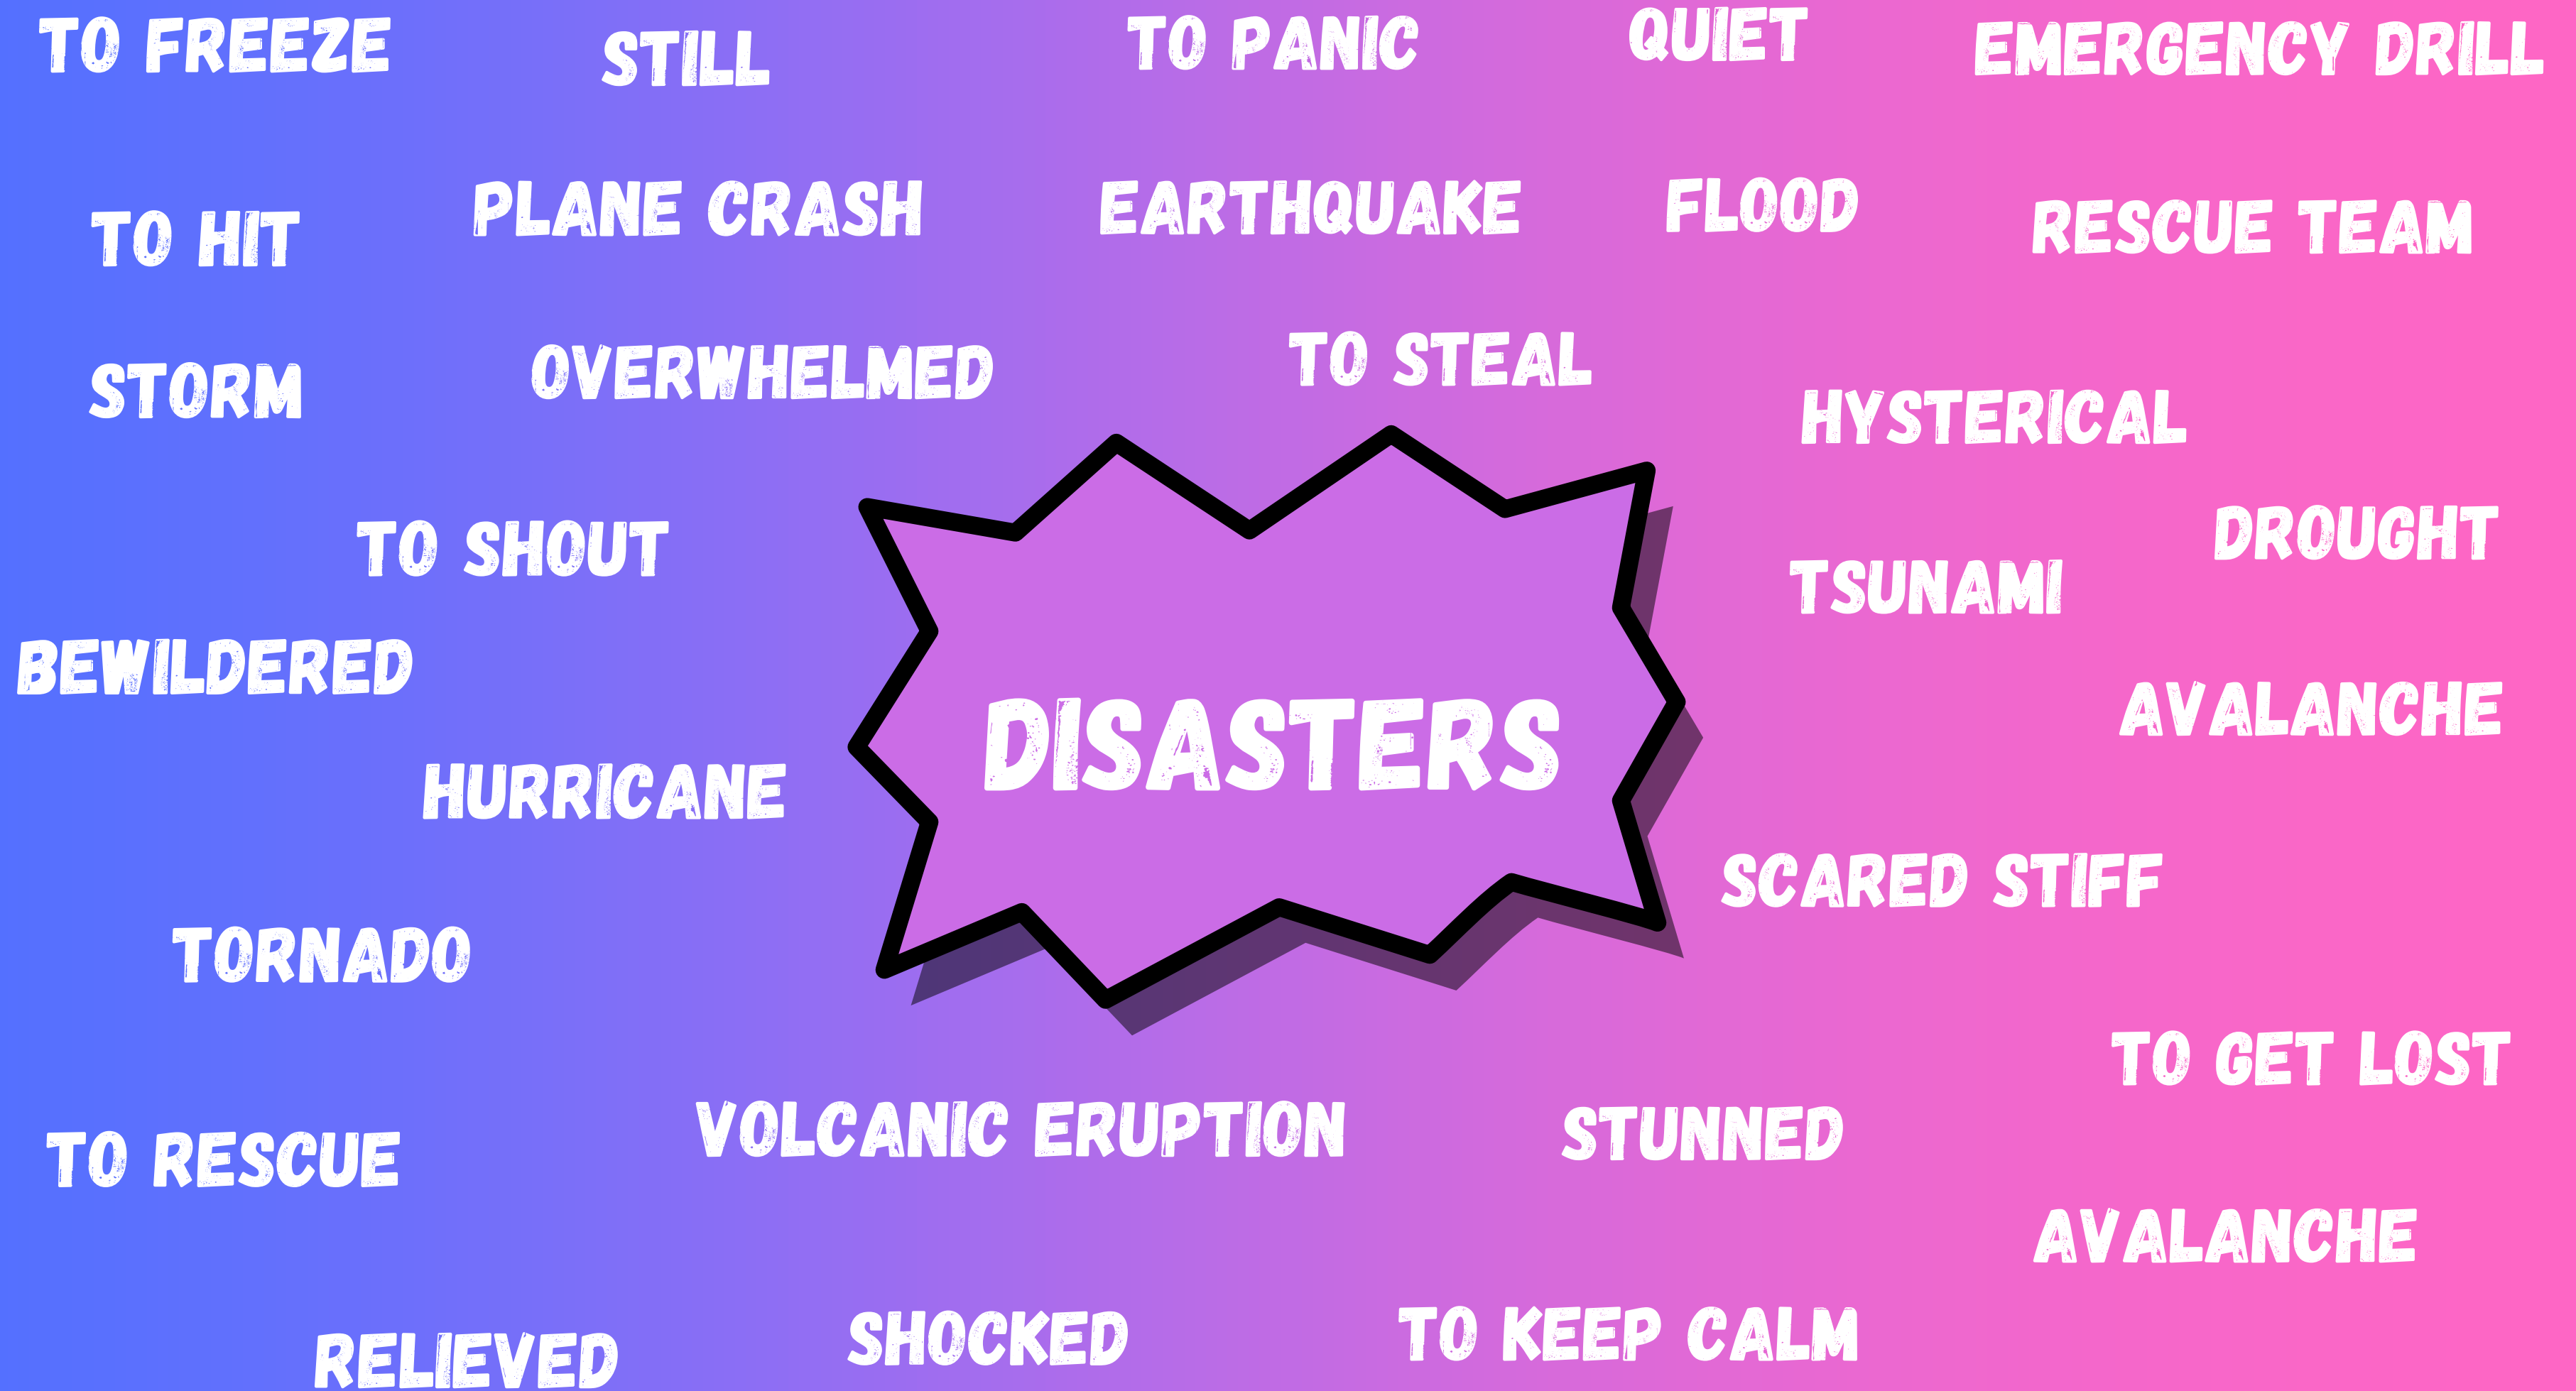 TO FREEZE
STILL
TO PANIC
QUIET
EMERGENCY DRILL
TO HIT
PLANE CRASH
EARTHQUAKE
FLOOD
RESCUE TEAM
STORM
OVERWHELMED
TO STEAL
HYSTERICAL
TO SHOUT
DROUGHT
TSUNAMI
BEWILDERED
AVALANCHE
DISASTERS
HURRICANE
SCARED STIFF
TORNADO
TO GET LOST
VOLCANIC ERUPTION
STUNNED
TO RESCUE
AVALANCHE
SHOCKED
TO KEEP CALM
RELIEVED